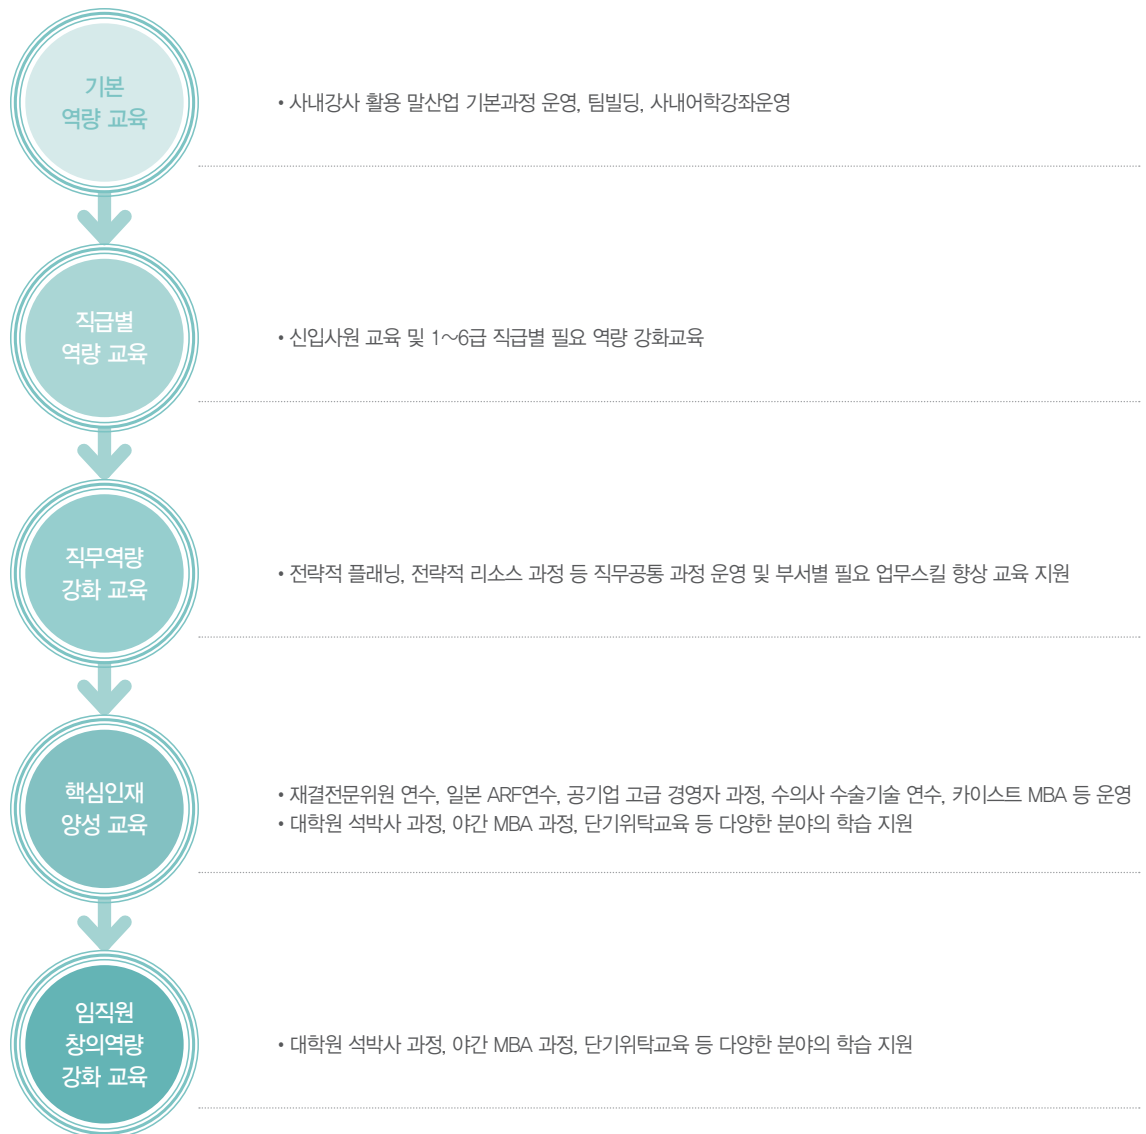 기본
역량 교육
• 사내강사 활용 말산업 기본과정 운영, 팀빌딩, 사내어학강좌운영
직급별
역량 교육
• 신입사원 교육 및 1~6급 직급별 필요 역량 강화교육
직무역량
강화 교육
• 전략적 플래닝, 전략적 리소스 과정 등 직무공통 과정 운영 및 부서별 필요 업무스킬 향상 교육 지원
핵심인재
양성 교육
• 재결전문위원 연수, 일본 ARF연수, 공기업 고급 경영자 과정, 수의사 수술기술 연수, 카이스트 MBA 등 운영
• 대학원 석박사 과정, 야간 MBA 과정, 단기위탁교육 등 다양한 분야의 학습 지원
임직원
창의역량
강화 교육
• 대학원 석박사 과정, 야간 MBA 과정, 단기위탁교육 등 다양한 분야의 학습 지원